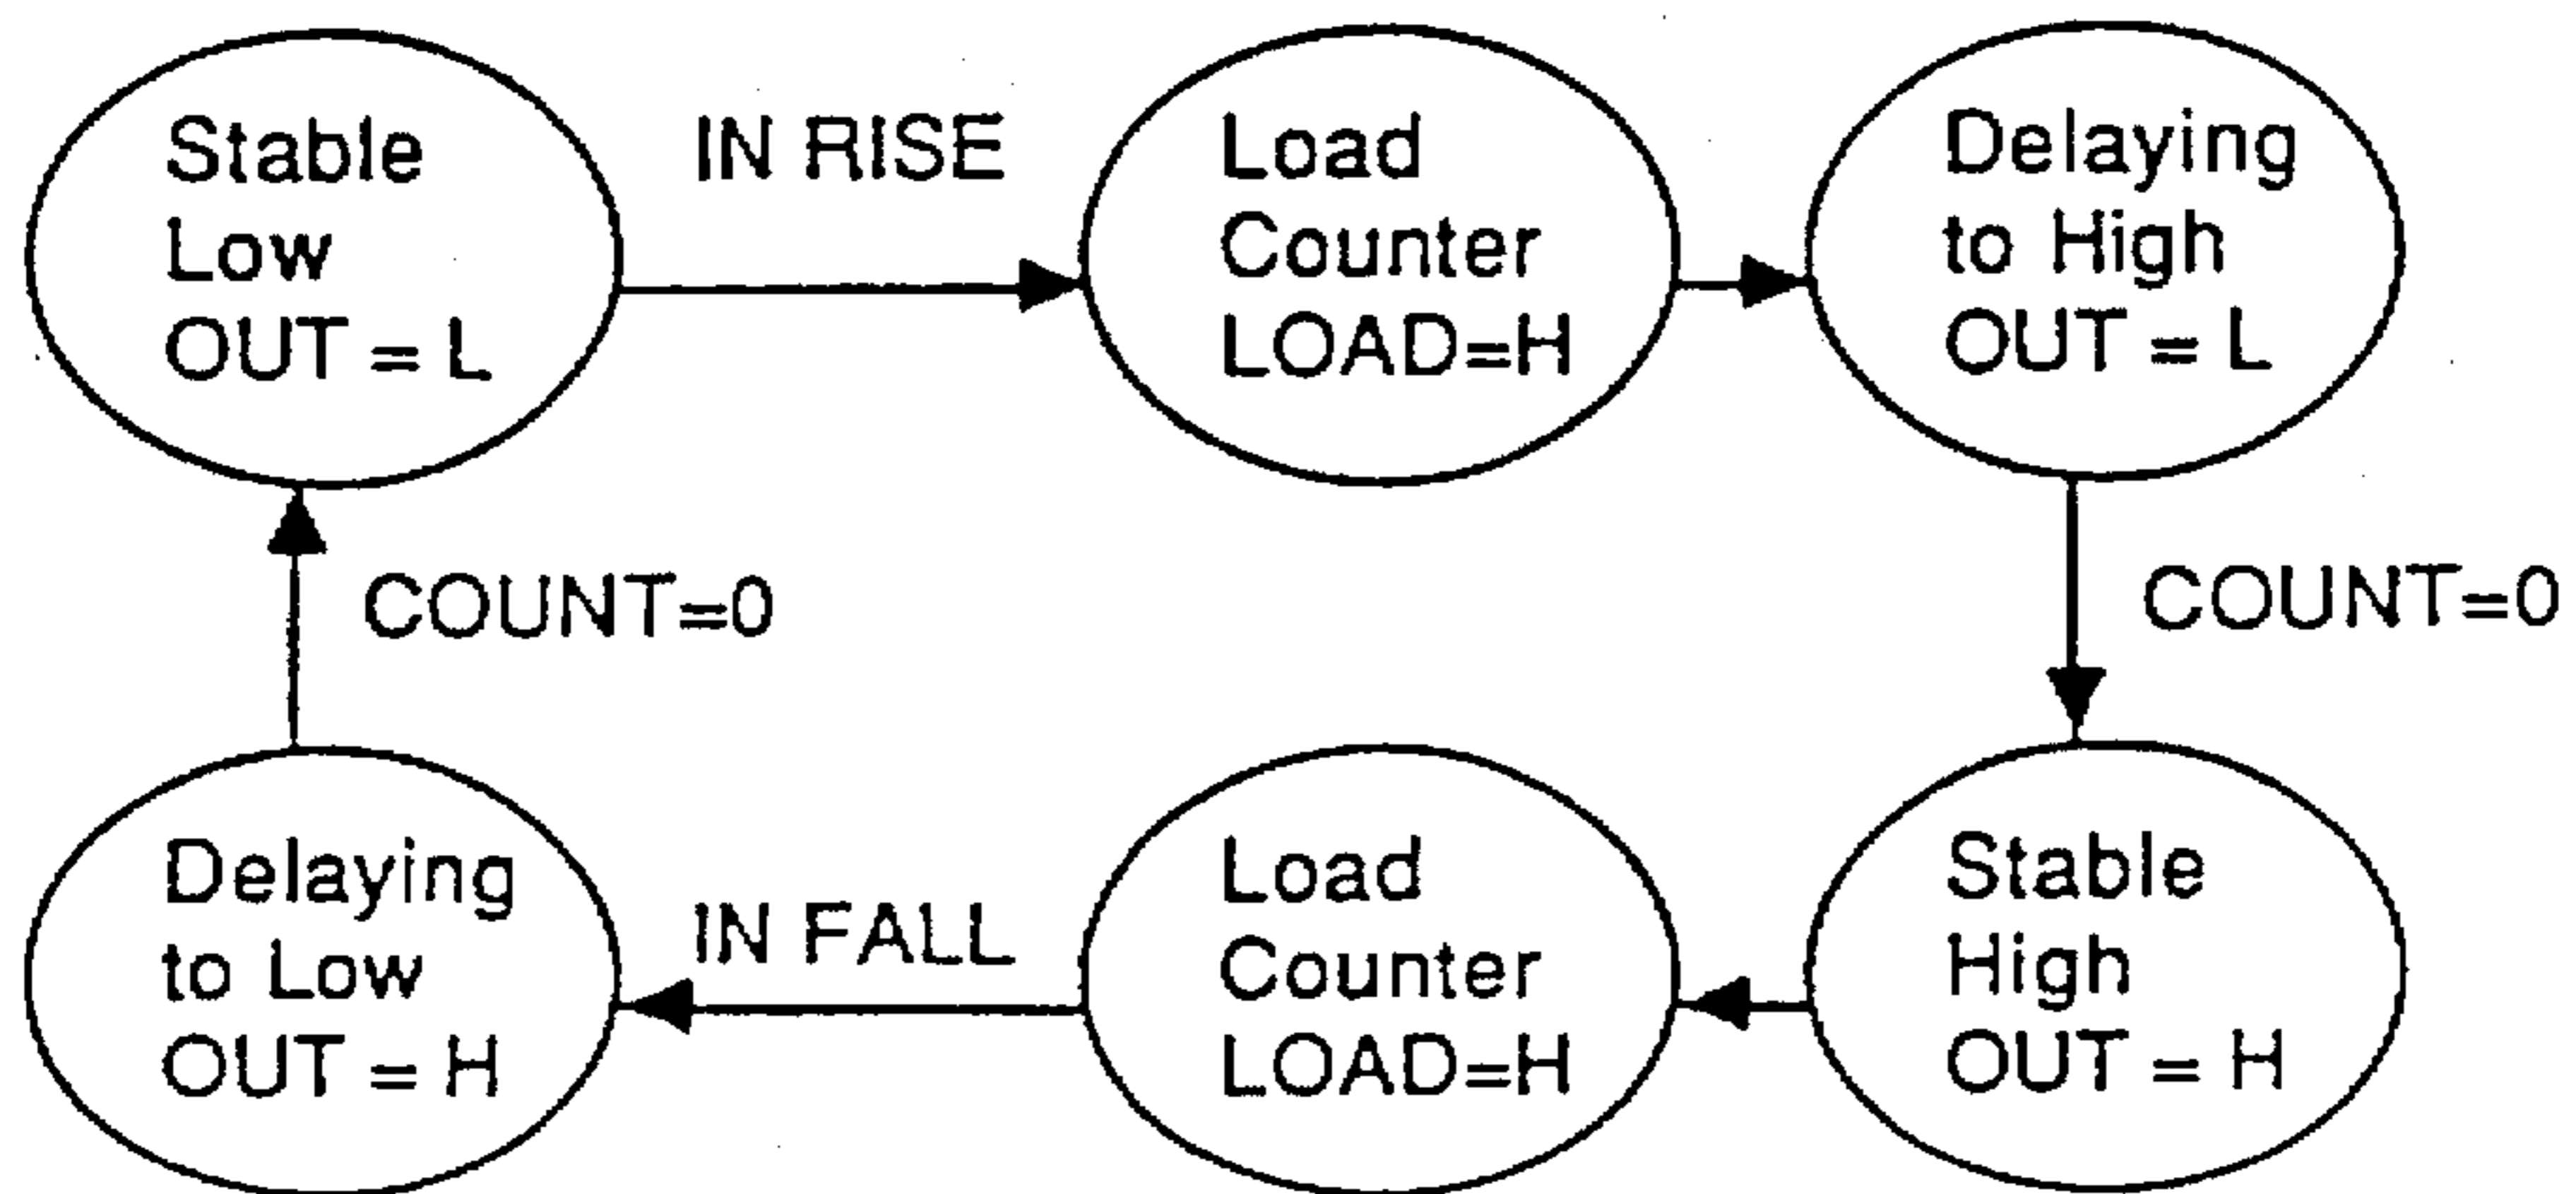 Stable
Low
OUT = L
IN RISE
Load
Counter
LOAD=H
Delaying
to High
OUT = L
COUNT=0
COUNT=0
Delaying
to Low
OUT = H
IN FALL
Load
Counter
LOAD=H
Stable
High
OUT = H